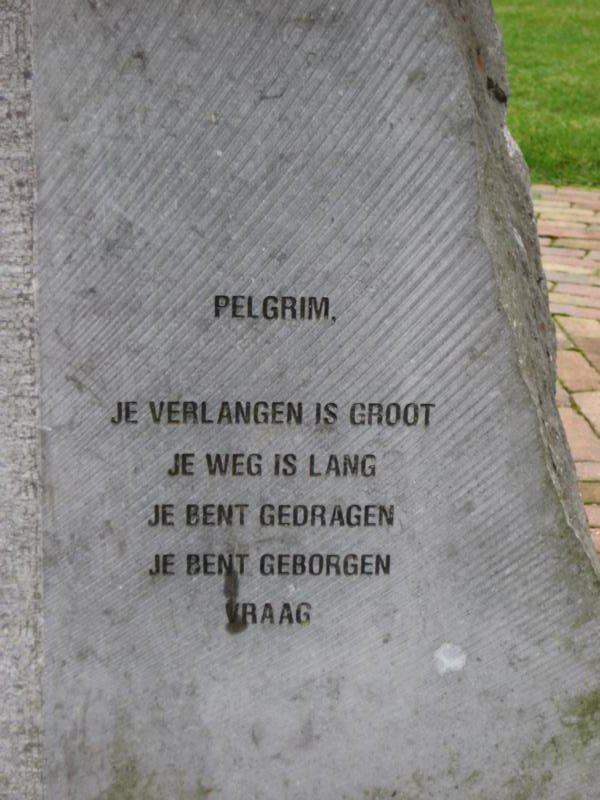 PELGRIM,
JE VERLANGEN IS GROOT
JE WEG IS LANG
JE BENT GEDRAGEN
JE BENT GEBORGEN
VRAAG